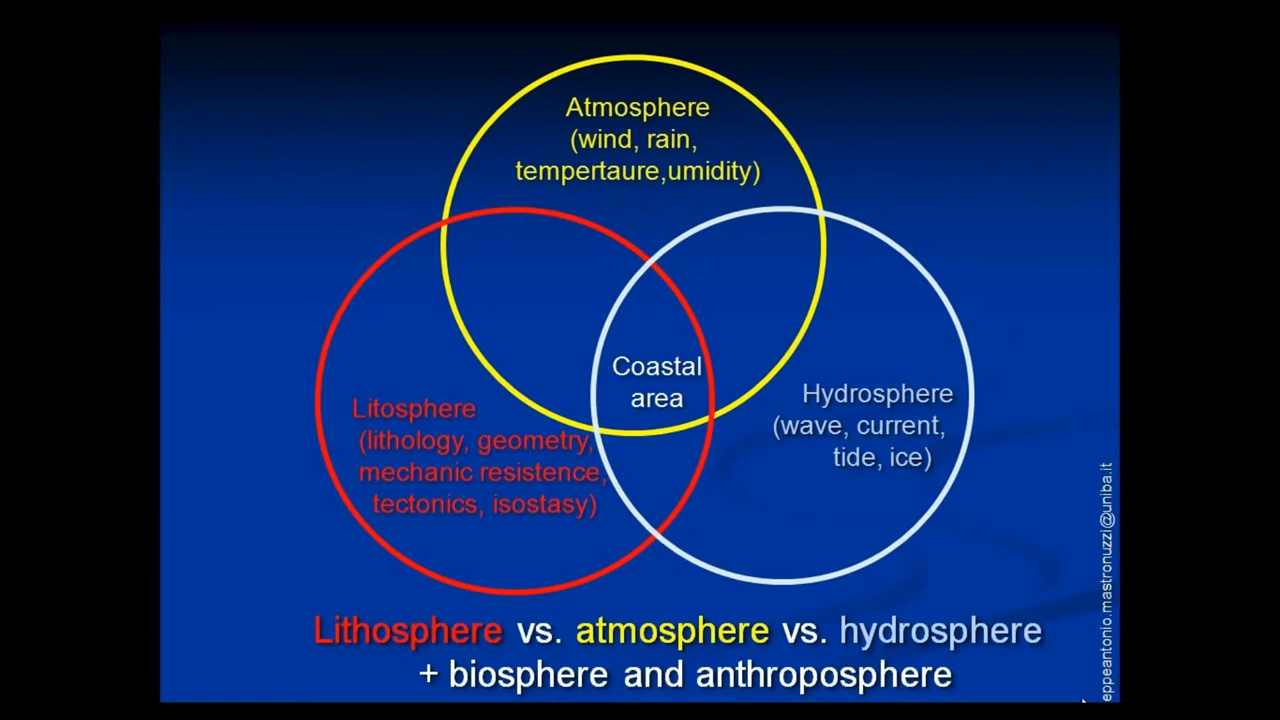 Atmosphere
(wind, rain,
tempertaure,umidity)
Coastal
area
Litosphere
(lithology, geometry,
mechanic resistence,
tectonics, isostasy)
Hydrosphere
(wave, current,
tide, ice)
Lithosphere vs. atmosphere vs. hydrosphere
+ biosphere and anthroposphere
eppeantonio.mastronuzzi@uniba.it